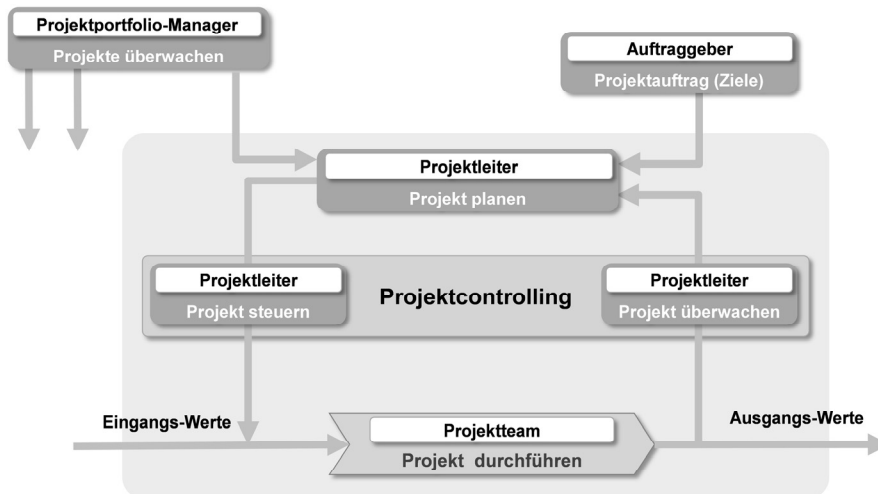 Projektportfolio-Manager
Projekte überwachen
Auftraggeber
Projektauftrag (Ziele)
Projektleiter
Projekt planen
Projektleiter
Projekt steuern
Projektcontrolling
Projektleiter
Projekt überwachen
Eingangs-Werte
Projektteam
Projekt durchführen
Ausgangs-Werte